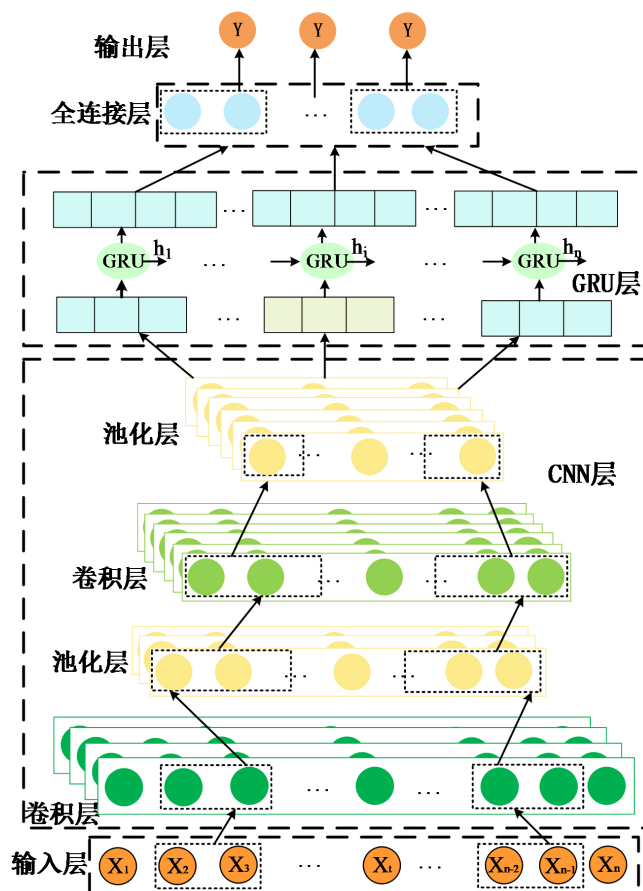 Y Y Y
输出层
全连接层
...
... ...
GRU h1 ... GRU hi ... GRU hn
GRU层
... ...
池化层
... ...
CNN层
卷积层
... ...
池化层
... ...
... ...
卷积层
输入层 X1 X2 X3 ... Xt ... Xn-2 Xn-1 Xn